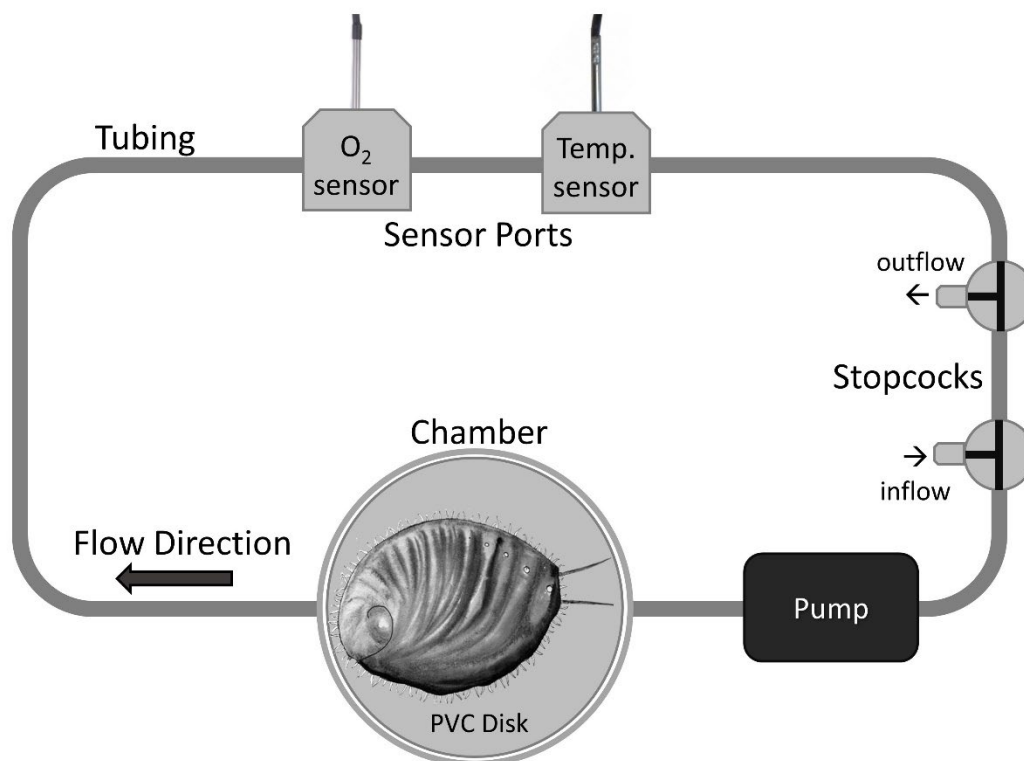 Tubing
O₂
sensor
Temp.
sensor
Sensor Ports
outflow
←
Stopcocks
→
inflow
Chamber
Flow Direction
Pump
PVC Disk